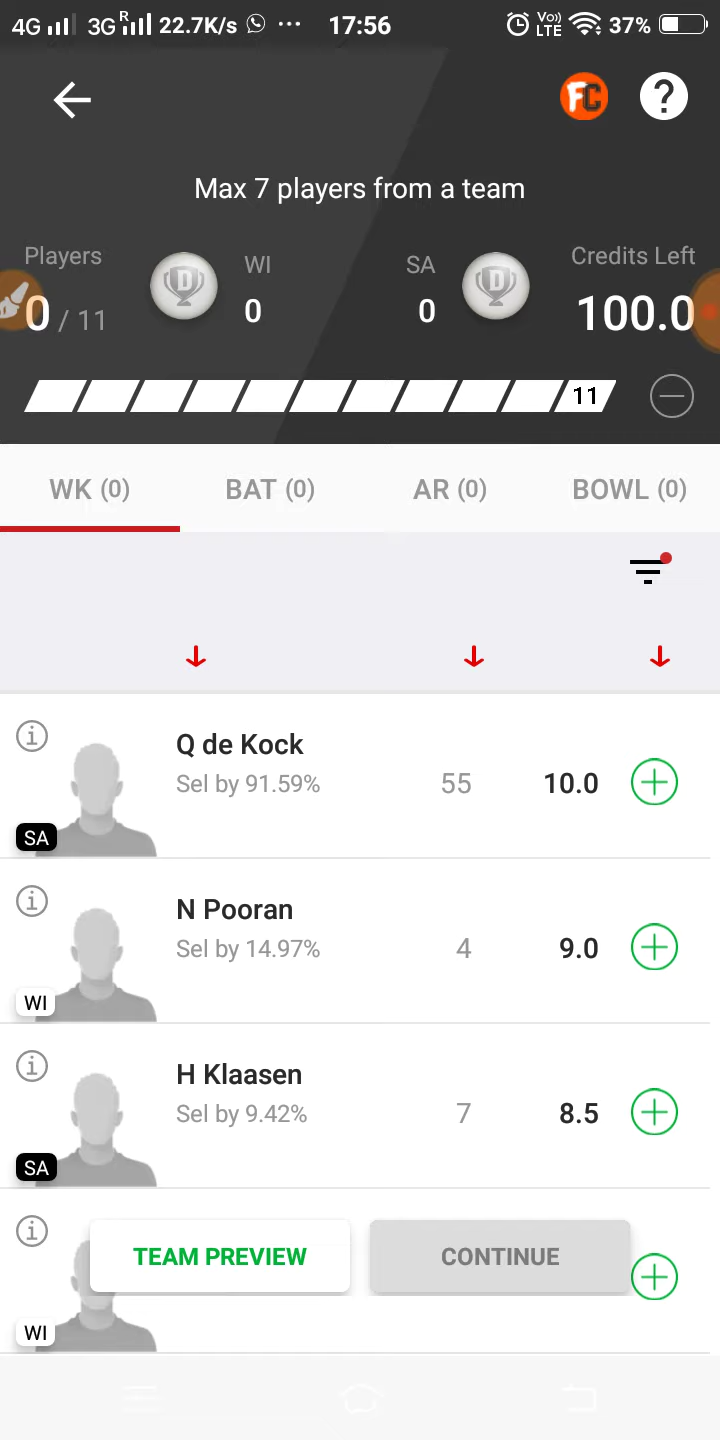 4G 3G R 22.7K/s ... 17:56 Vo) LTE 37%
FC ?
Max 7 players from a team
Players WI SA Credits Left
D D
0 / 11 0 0 100.0
11
WK (0) BAT (0) AR (0) BOWL (0)
Q de Kock
Sel by 91.59% 55 10.0
SA
N Pooran
Sel by 14.97% 4 9.0
WI
H Klaasen
Sel by 9.42% 7 8.5
SA
TEAM PREVIEW CONTINUE
WI